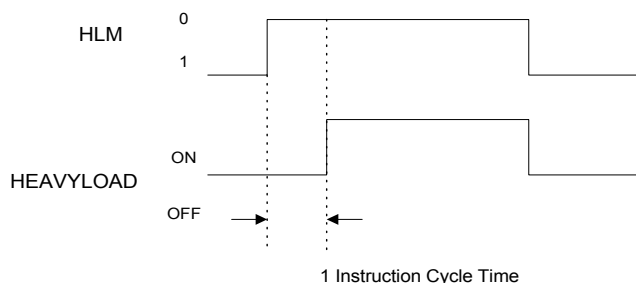 HLM
0
1
HEAVYLOAD
ON
OFF
1 Instruction Cycle Time